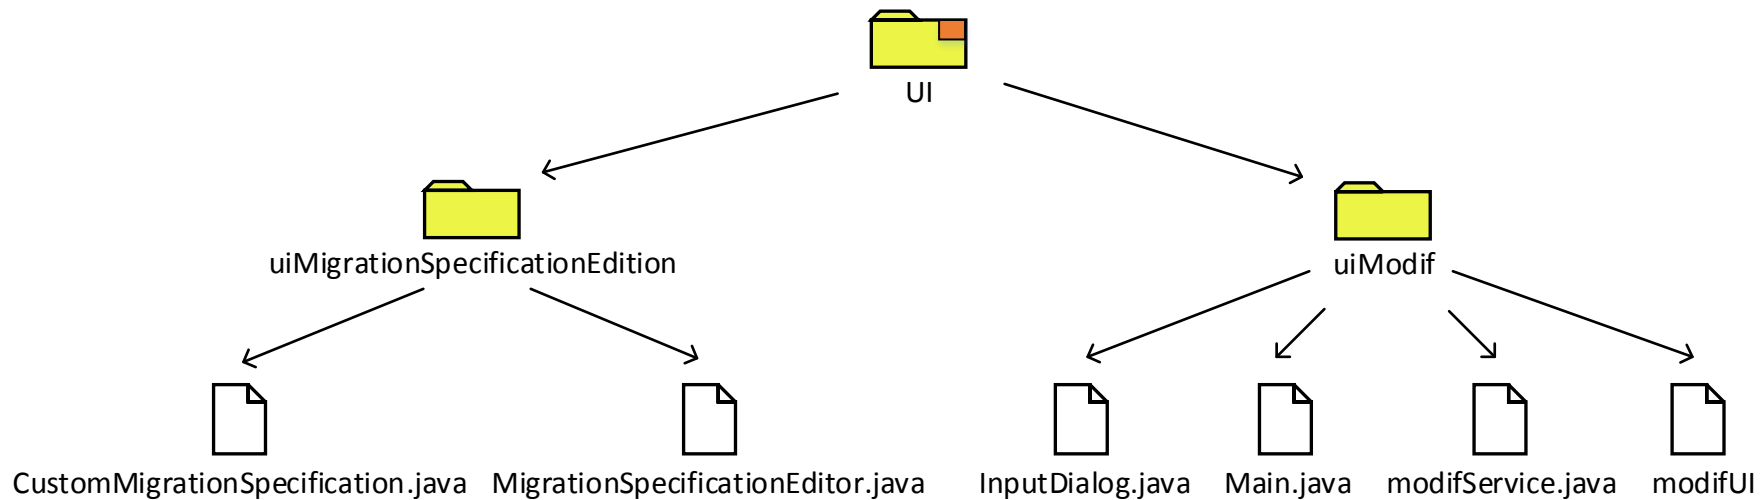 UI
uiMigrationSpecificationEdition
uiModif
CustomMigrationSpecification.java
MigrationSpecificationEditor.java
InputDialog.java
Main.java
modifService.java
modifUI